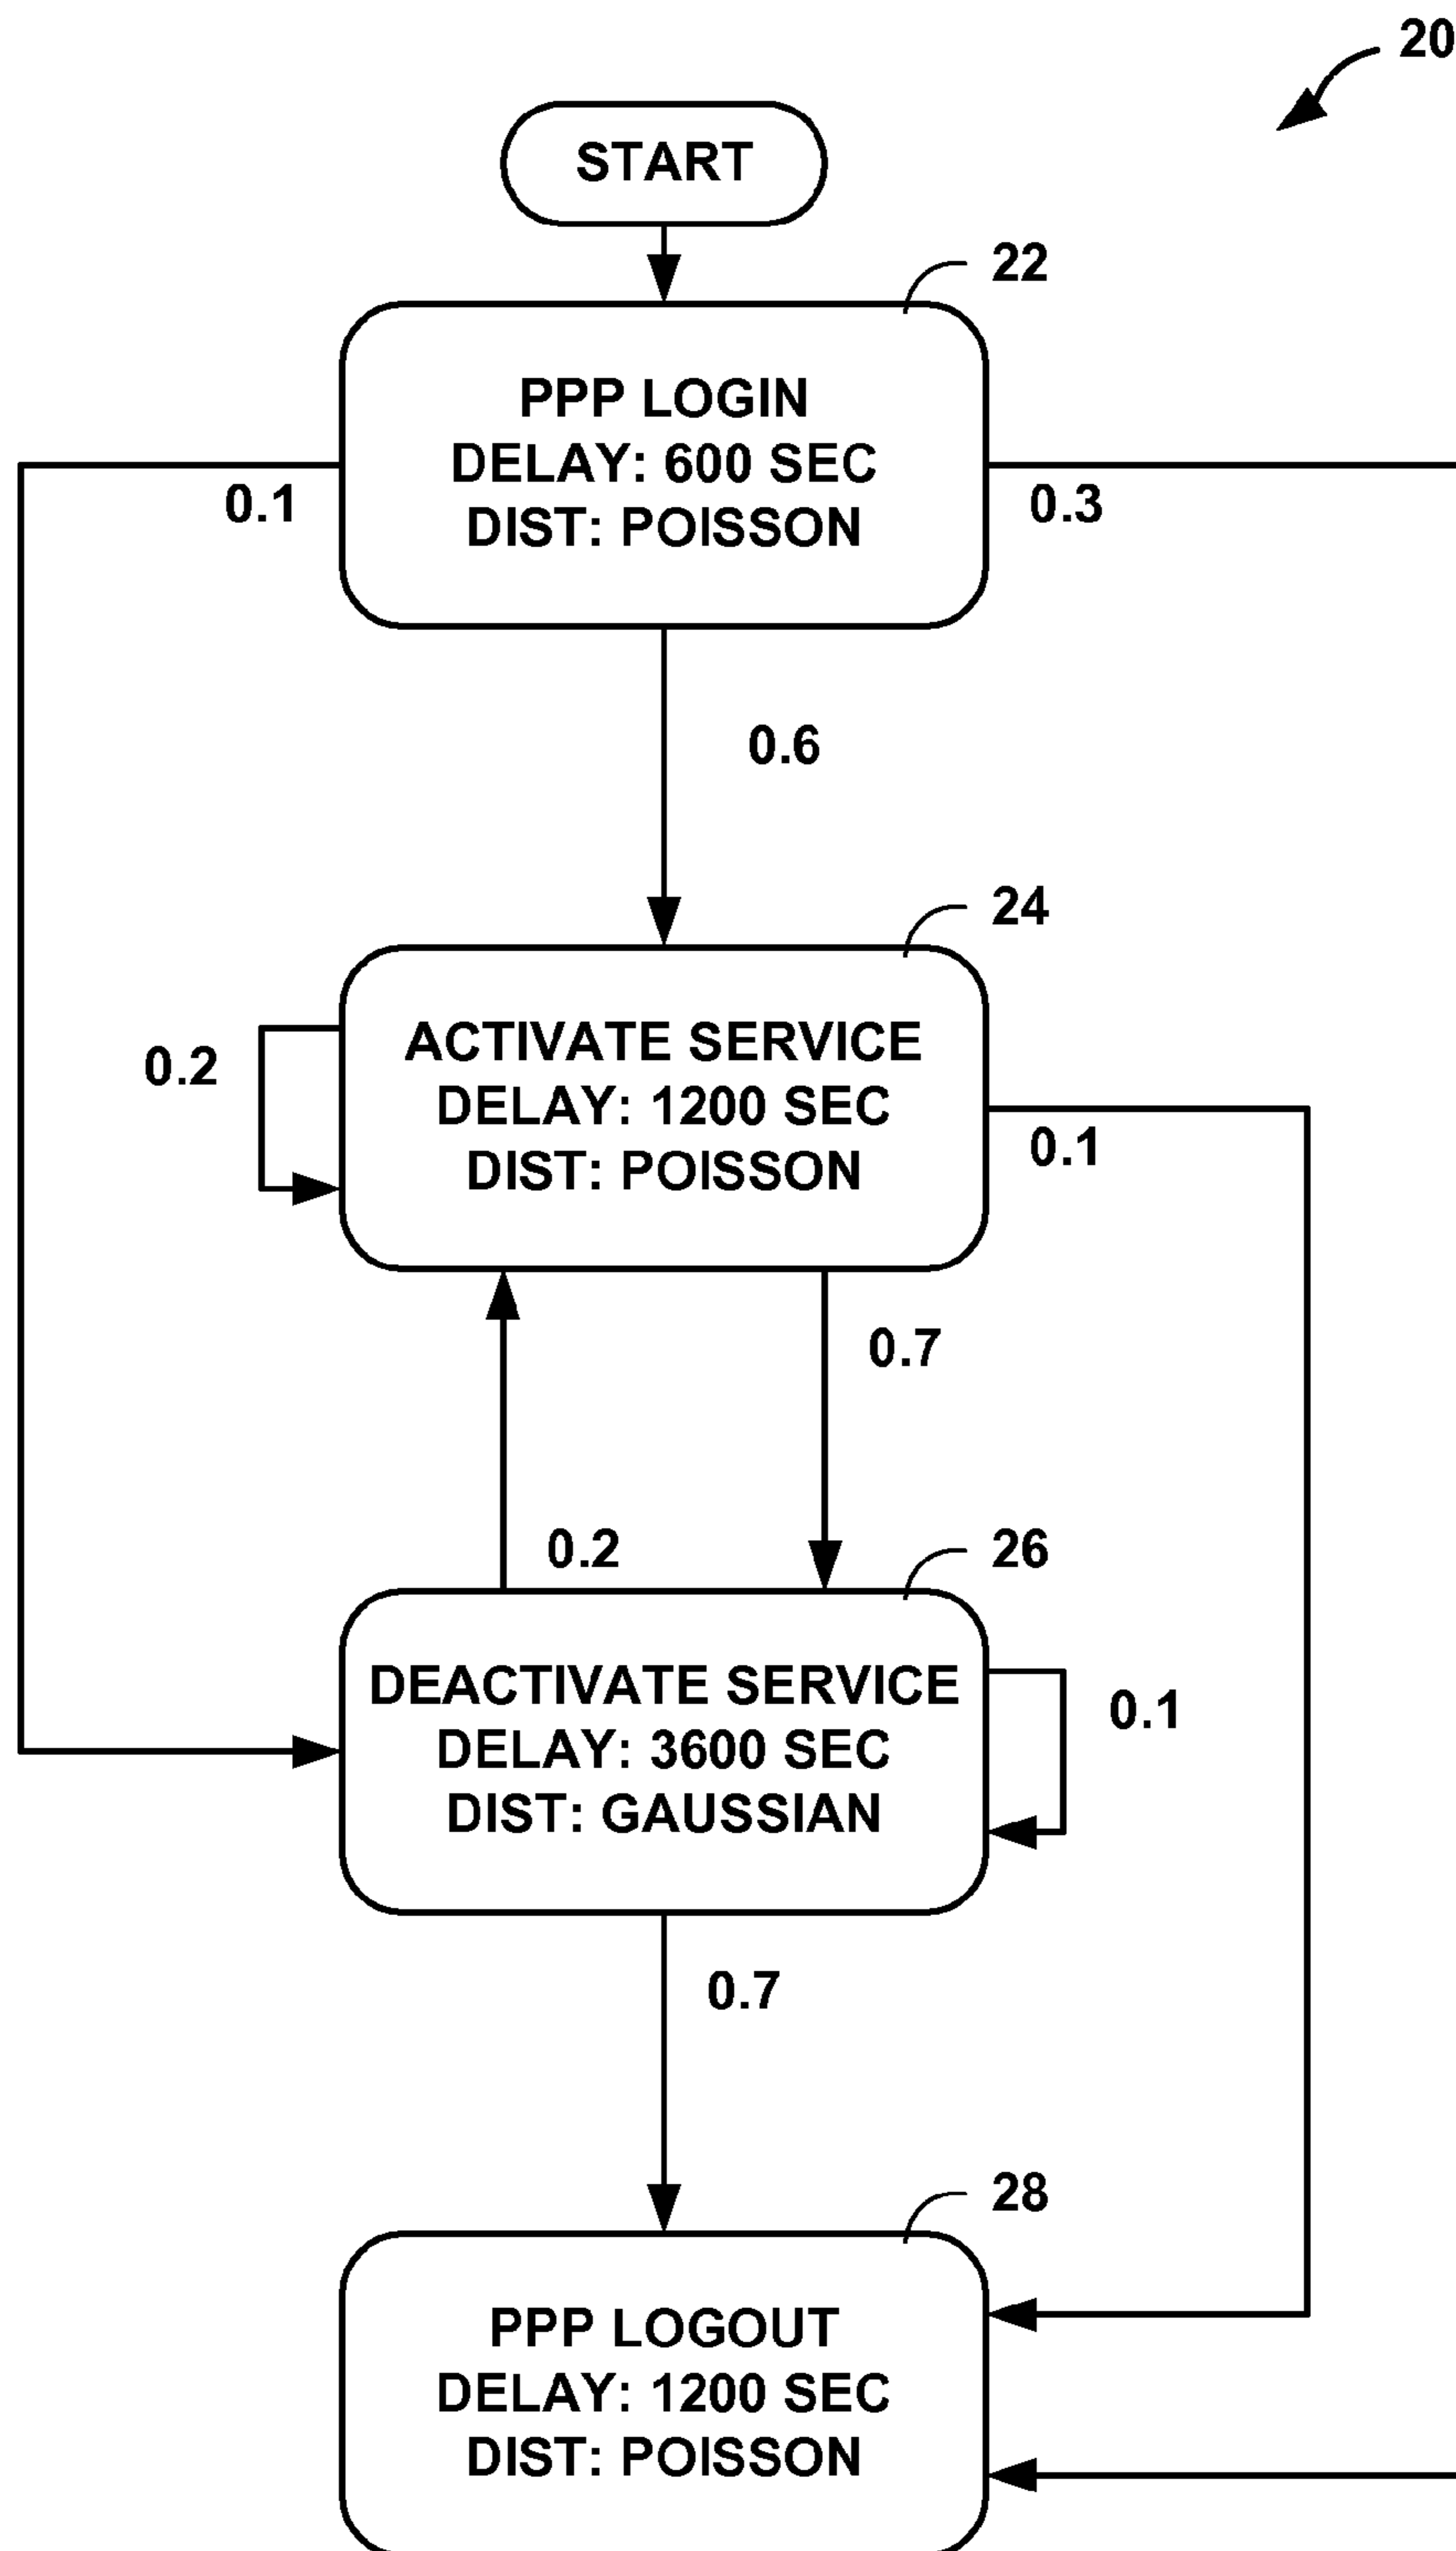 20
START
22
PPP LOGIN
DELAY: 600 SEC
DIST: POISSON
0.1
0.3
0.6
24
ACTIVATE SERVICE
DELAY: 1200 SEC
DIST: POISSON
0.2
0.1
0.7
0.2
26
DEACTIVATE SERVICE
DELAY: 3600 SEC
DIST: GAUSSIAN
0.1
0.7
28
PPP LOGOUT
DELAY: 1200 SEC
DIST: POISSON